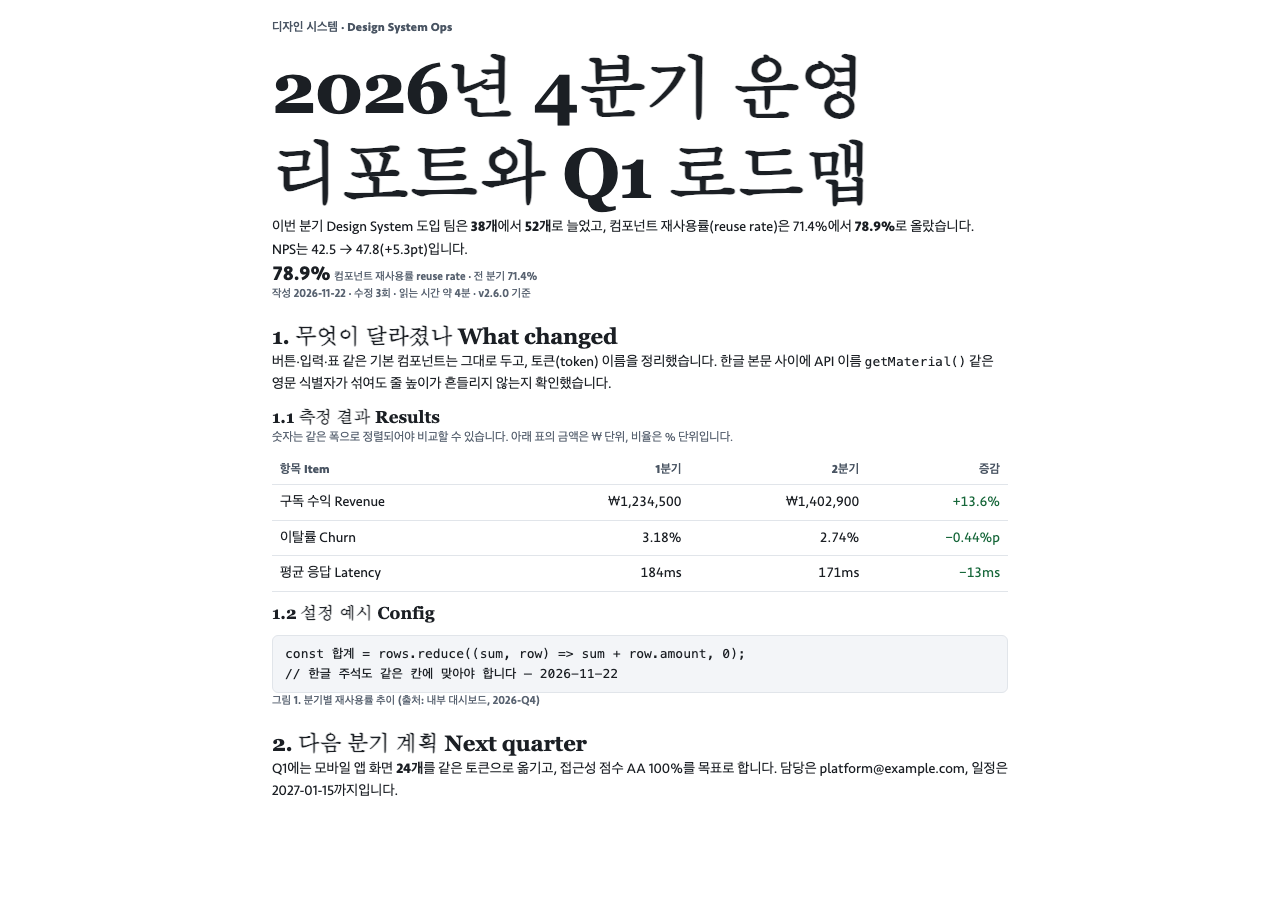 디자인 시스템 · Design System Ops
2026년 4분기 운영
리포트와 Q1 로드맵
이번 분기 Design System 도입 팀은 38개에서 52개로 늘었고, 컴포넌트 재사용률(reuse rate)은 71.4%에서 78.9%로 올랐습니다.
NPS는 42.5 → 47.8(+5.3pt)입니다.
78.9% 컴포넌트 재사용률 reuse rate · 전 분기 71.4%
작성 2026-11-22 · 수정 3회 · 읽는 시간 약 4분 · v2.6.0 기준
1. 무엇이 달라졌나 What changed
버튼·입력·표 같은 기본 컴포넌트는 그대로 두고, 토큰(token) 이름을 정리했습니다. 한글 본문 사이에 API 이름 getMaterial() 같은
영문 식별자가 섞여도 줄 높이가 흔들리지 않는지 확인했습니다.
1.1 측정 결과 Results
숫자는 같은 폭으로 정렬되어야 비교할 수 있습니다. 아래 표의 금액은 ₩ 단위, 비율은 % 단위입니다.
항목 Item 1분기 2분기 증감
구독 수익 Revenue ₩1,234,500 ₩1,402,900 +13.6%
이탈률 Churn 3.18% 2.74% −0.44%p
평균 응답 Latency 184ms 171ms −13ms
1.2 설정 예시 Config
const 합계 = rows.reduce((sum, row) => sum + row.amount, 0);
// 한글 주석도 같은 칸에 맞아야 합니다 — 2026-11-22
그림 1. 분기별 재사용률 추이 (출처: 내부 대시보드, 2026-Q4)
2. 다음 분기 계획 Next quarter
Q1에는 모바일 앱 화면 24개를 같은 토큰으로 옮기고, 접근성 점수 AA 100%를 목표로 합니다. 담당은 platform@example.com, 일정은
2027-01-15까지입니다.